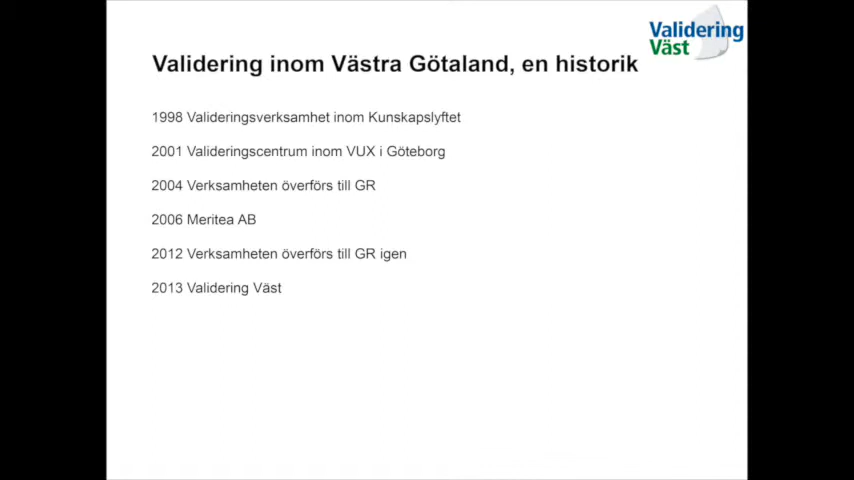 Validering
Väst
Validering inom Västra Götaland, en historik
1998 Valideringsverksamhet inom Kunskapslyftet
2001 Valideringscentrum inom VUX i Göteborg
2004 Verksamheten överförs till GR
2006 Meritea AB
2012 Verksamheten överförs till GR igen
2013 Validering Väst